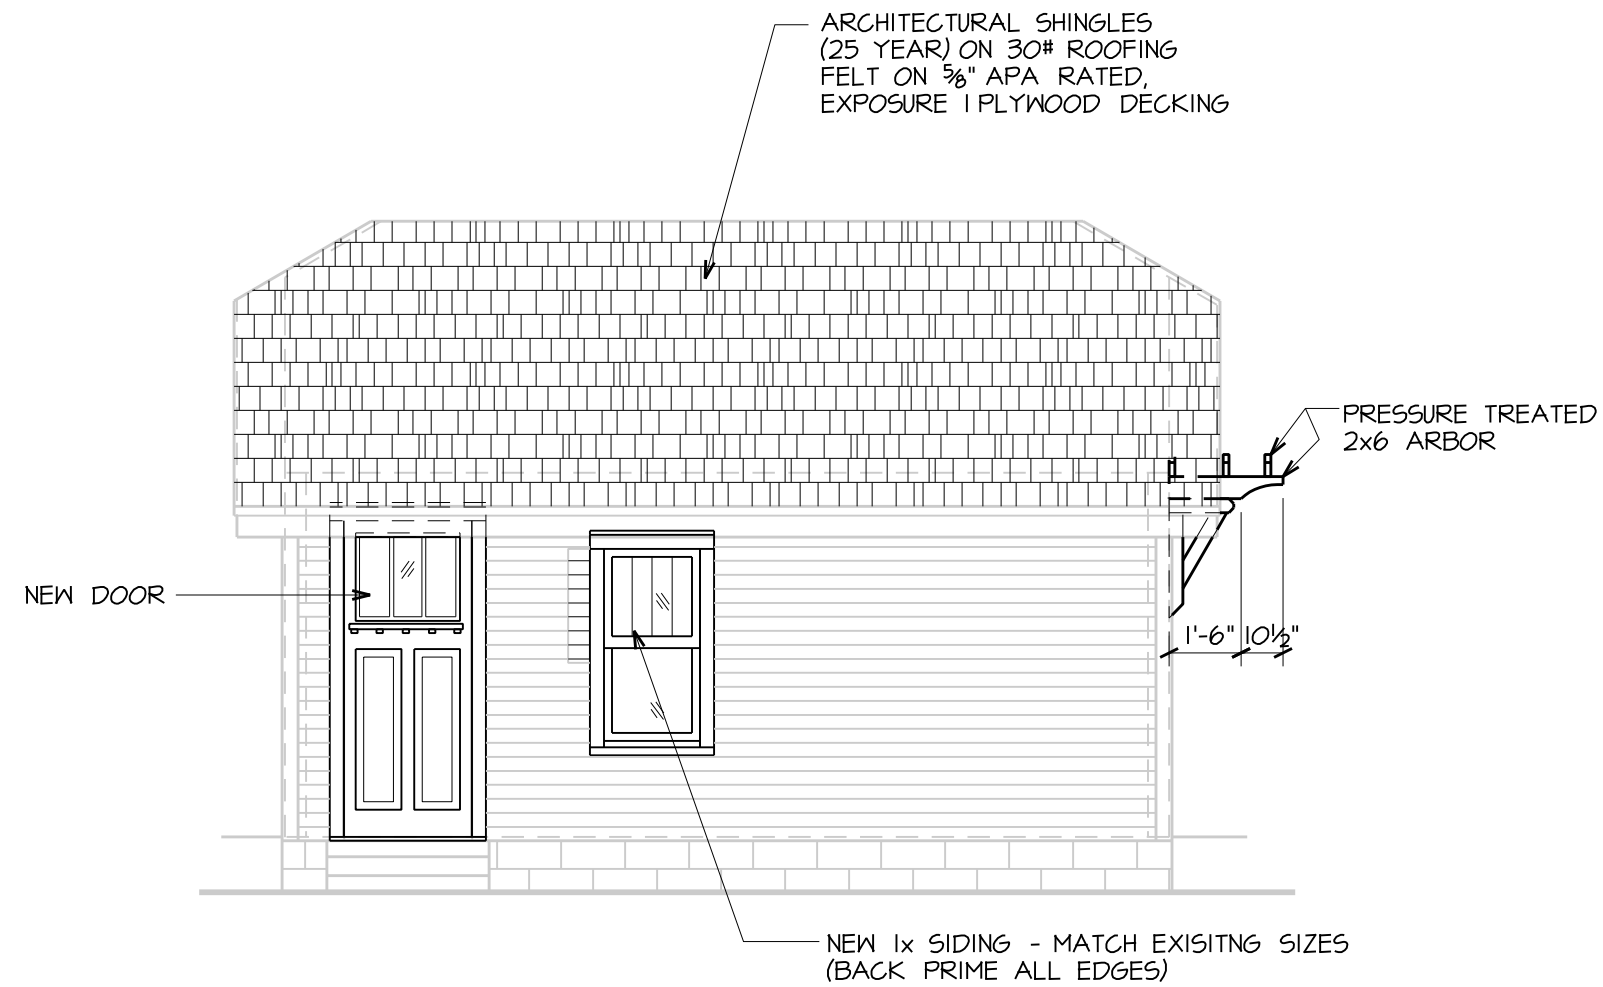 ARCHITECTURAL SHINGLES
(25 YEAR) ON 30# ROOFING
FELT ON 5/8" APA RATED,
EXPOSURE 1 PLYWOOD DECKING
PRESSURE TREATED
2x6 ARBOR
NEW DOOR
1'-6" 10½"
NEW 1x SIDING - MATCH EXISITNG SIZES
(BACK PRIME ALL EDGES)